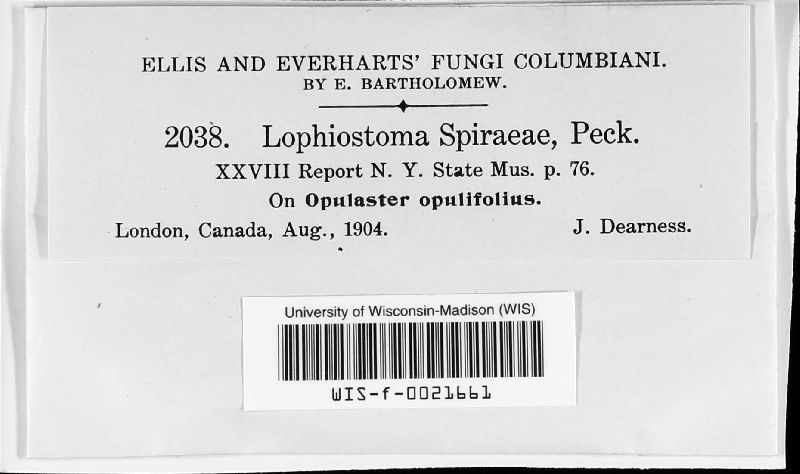 ELLIS AND EVERHARTS' FUNGI COLUMBIANI.
BY E. BARTHOLOMEW.
2038. Lophiostoma Spiraeae, Peck.
XXVIII Report N. Y. State Mus. p. 76.
On Opulaster opulifolius.
London, Canada, Aug., 1904. J. Dearness.
University of Wisconsin-Madison (WIS)
WIS-f-0021661